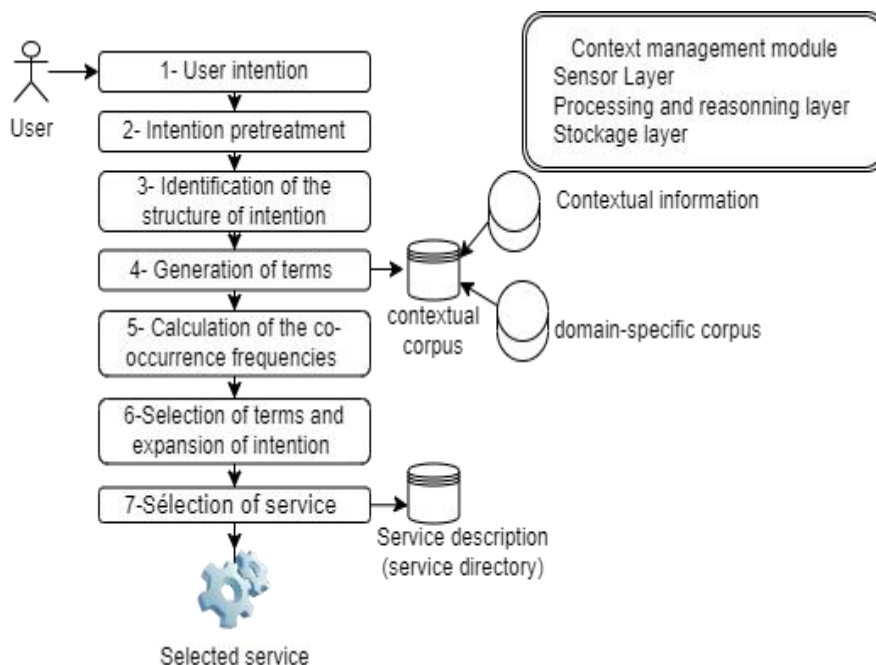 User
1- User intention
2- Intention pretreatment
3- Identification of the
structure of intention
4- Generation of terms
5- Calculation of the co-
occurrence frequencies
6-Selection of terms and
expansion of intention
7-Sélection of service
Selected service
Context management module
Sensor Layer
Processing and reasonning layer
Stockage layer
Contextual information
contextual
corpus
domain-specific corpus
Service description
(service directory)